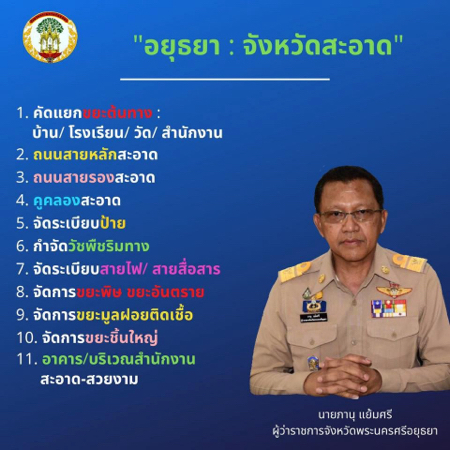 "อยุธยา : จังหวัดสะอาด"
1. คัดแยกขยะต้นทาง :
บ้าน/ โรงเรียน/ วัด/ สำนักงาน
2. ถนนสายหลักสะอาด
3. ถนนสายรองสะอาด
4. คูคลองสะอาด
5. จัดระเบียบป้าย
6. กำจัดวัชพืชริมทาง
7. จัดระเบียบสายไฟ/ สายสื่อสาร
8. จัดการขยะพิษ ขยะอันตราย
9. จัดการขยะมูลฝอยติดเชื้อ
10. จัดการขยะชิ้นใหญ่
11. อาคาร/บริเวณสำนักงาน
สะอาด-สวยงาม
นายภานุ แย้มศรี
ผู้ว่าราชการจังหวัดพระนครศรีอยุธยา